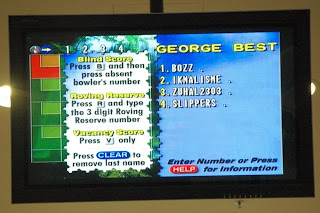 1 2 3 4
Blind Score
Press B and then
press absent
bowler's number
Roving Reserve
Press R and type
the 3 digit Roving
Reserve number
Vacancy Score
Press V only
Press CLEAR to
remove last name
GEORGE BEST
1. BOZZ .
2. IKNALISME .
3. ZUHAL2303 .
4. SLIPPERS .
Enter Number or Press
HELP for Information